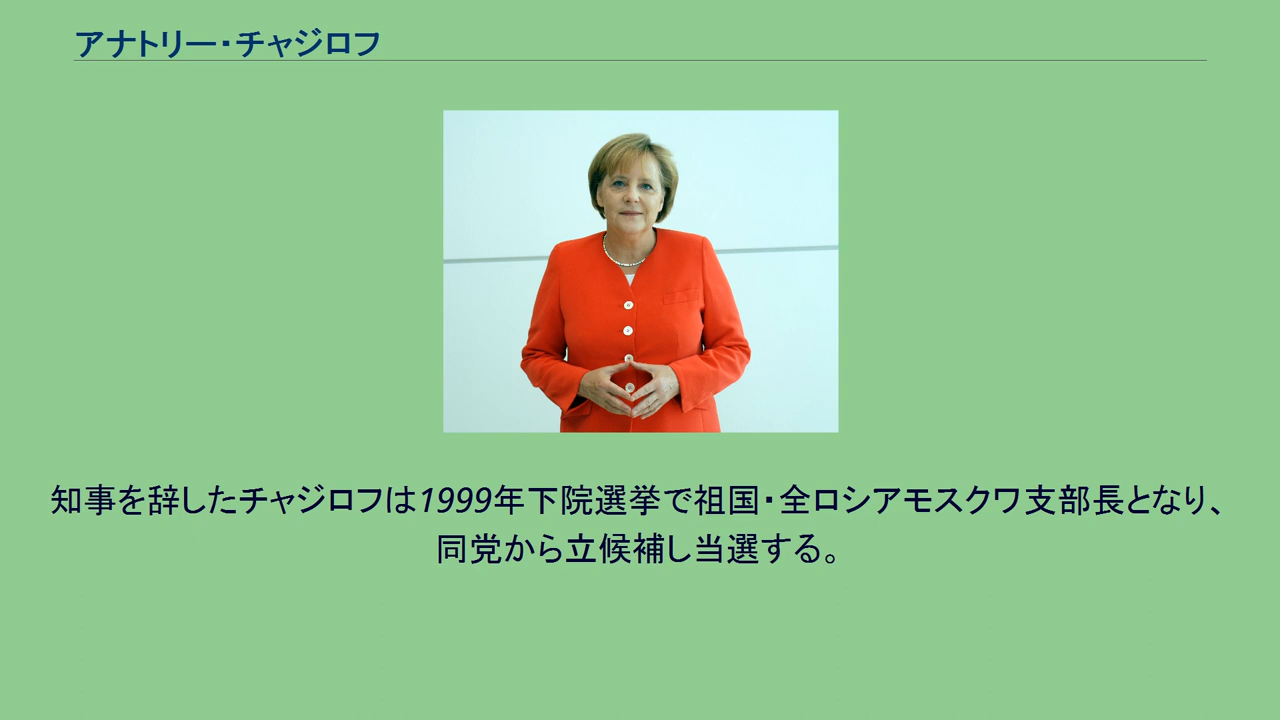 アナトリー・チャジロフ
知事を辞したチャジロフは1999年下院選挙で祖国・全ロシアモスクワ支部長となり、
同党から立候補し当選する。